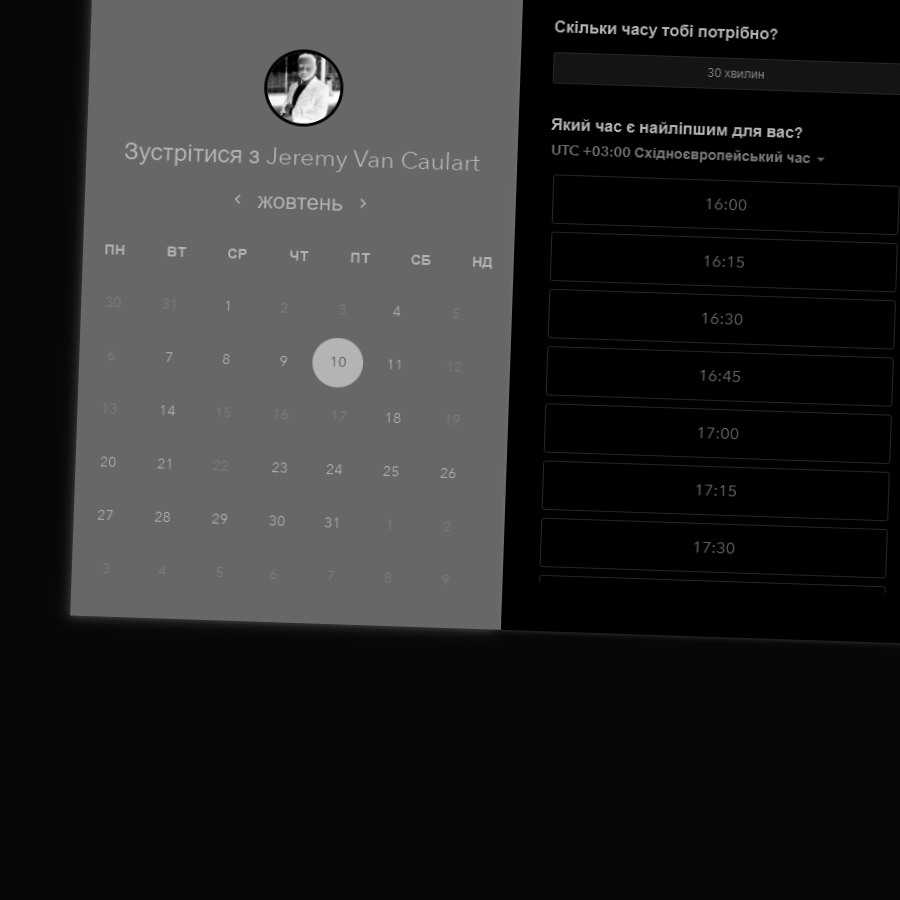 Зустрітися з Jeremy Van Caulart
жовтень
ПН ВТ СР ЧТ ПТ СБ НД
30 31 1 2 3 4 5
6 7 8 9 10 11 12
13 14 15 16 17 18 19
20 21 22 23 24 25 26
27 28 29 30 31 1 2
3 4 5 6 7 8 9
Скільки часу тобі потрібно?
30 хвилин
Який час є найліпшим для вас?
UTC +03:00 Східноєвропейський час
16:00
16:15
16:30
16:45
17:00
17:15
17:30